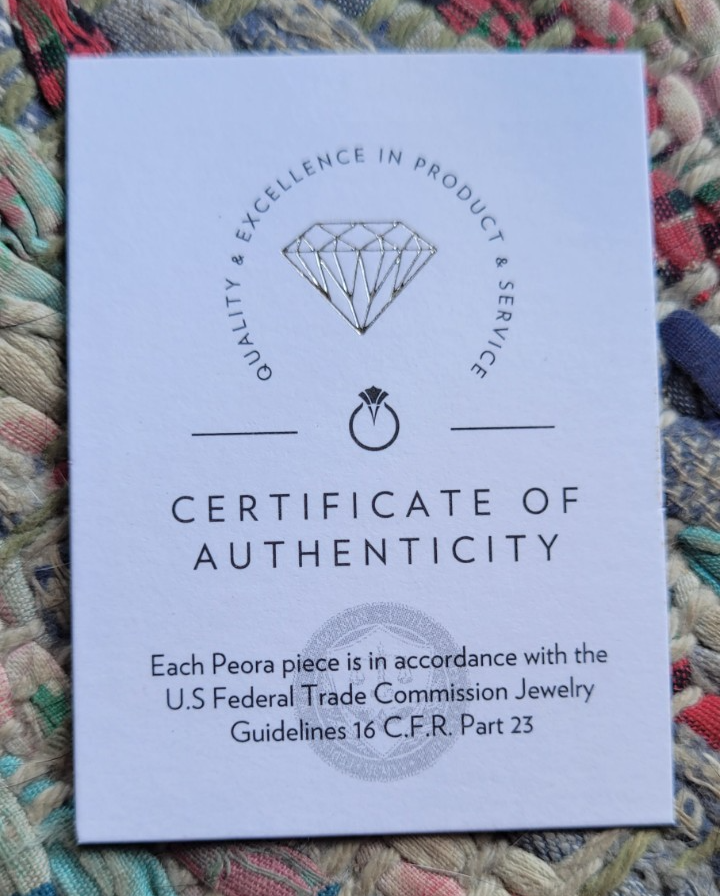 QUALITY & EXCELLENCE IN PRODUCT & SERVICE
CERTIFICATE OF
AUTHENTICITY
Each Peora piece is in accordance with the
U.S Federal Trade Commission Jewelry
Guidelines 16 C.F.R. Part 23